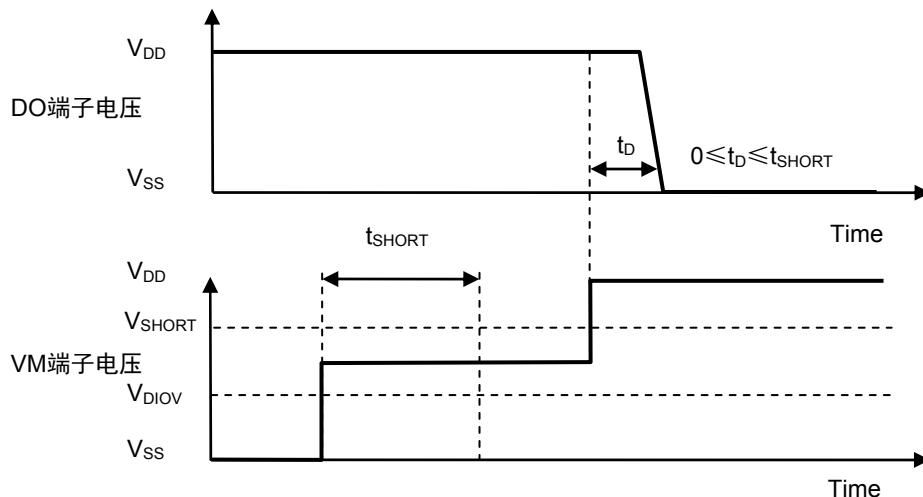 VDD
DO端子电压
tD
0≤tD≤tSHORT
VSS
Time
tSHORT
VDD
VSHORT
VM端子电压
VDIOV
VSS
Time